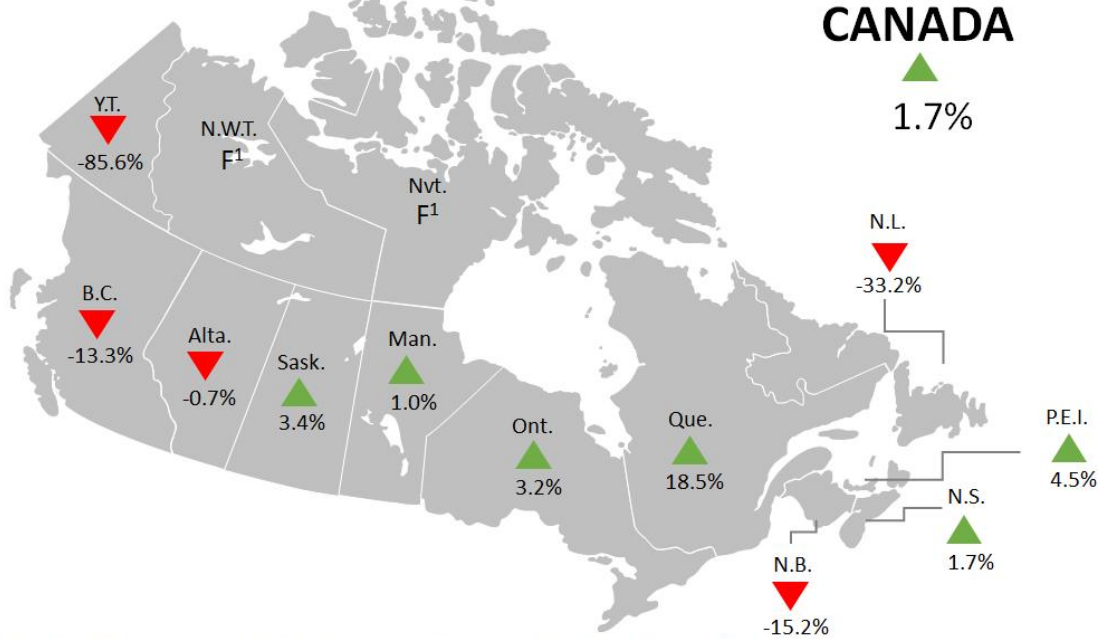 CANADA
1.7%
Y.T.
-85.6%
N.W.T.
F¹
Nvt.
F¹
N.L.
-33.2%
B.C.
-13.3%
Alta.
-0.7%
Sask.
3.4%
Man.
1.0%
Ont.
3.2%
Que.
18.5%
P.E.I.
4.5%
N.S.
1.7%
N.B.
-15.2%